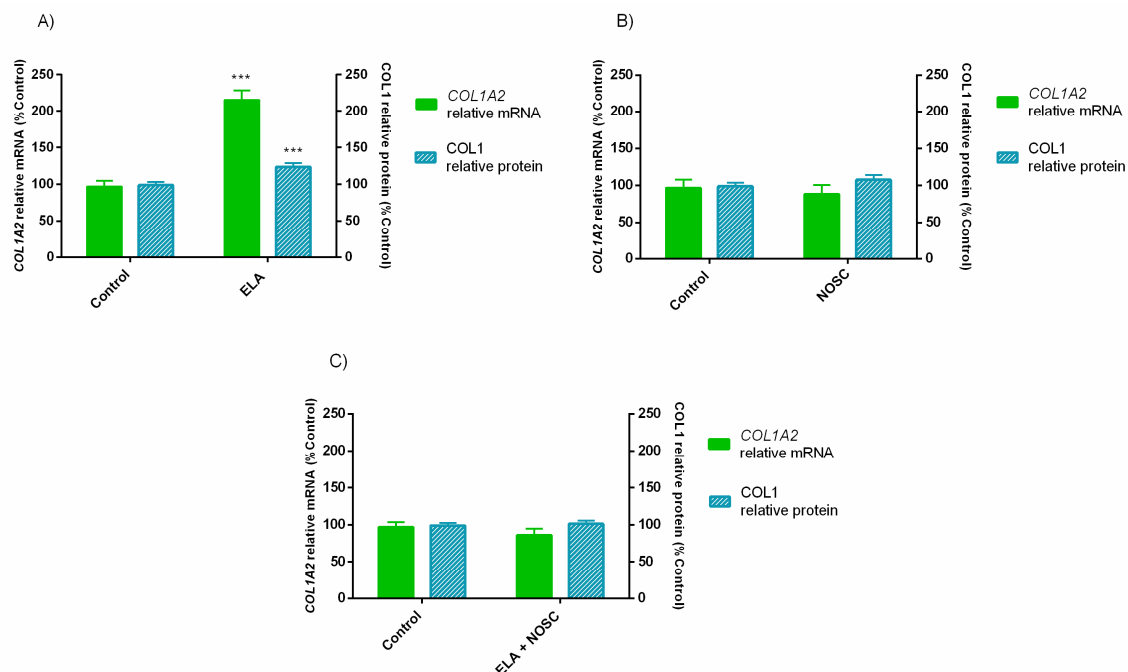 A)
COL1A2 relative mRNA (% Control)
250
200
150
100
50
0
***
***
250
200
150
100
50
0
COL1 relative protein (% Control)
Control
ELA
COL1A2
relative mRNA
COL1
relative protein
B)
COL1A2 relative mRNA (% Control)
250
200
150
100
50
0
250
200
150
100
50
0
COL1 relative protein (% Control)
Control
NOSC
COL1A2
relative mRNA
COL1
relative protein
C)
COL1A2 relative mRNA (% Control)
250
200
150
100
50
0
250
200
150
100
50
0
COL1 relative protein (% Control)
Control
ELA + NOSC
COL1A2
relative mRNA
COL1
relative protein